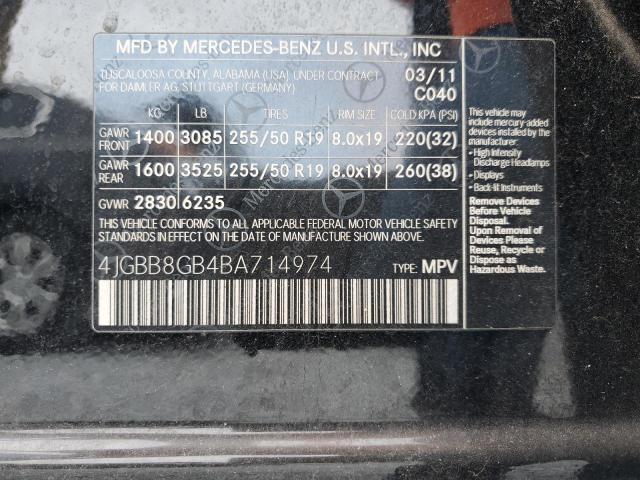 MFD BY MERCEDES-BENZ U.S. INTL., INC
TUSCALOOSA COUNTY, ALABAMA (USA) UNDER CONTRACT 03/11
FOR DAIMLER AG, STUTTGART (GERMANY) C040
KG LB TIRES RIM SIZE COLD KPA (PSI)
GAWR FRONT 1400 3085 255/50 R19 8.0x19 220(32)
GAWR REAR 1600 3525 255/50 R19 8.0x19 260(38)
GVWR 2830 6235
THIS VEHICLE CONFORMS TO ALL APPLICABLE FEDERAL MOTOR VEHICLE SAFETY
STANDARDS IN EFFECT ON THE DATE OF MANUFACTURE SHOWN ABOVE.
4JGBB8GB4BA714974 TYPE: MPV
NOTICE:
This vehicle may
include mercury-added
devices installed by the
manufacturer:
• High Intensity
Discharge Headlamps
• Displays
• Back-lit Instruments
Remove Devices
Before Vehicle
Disposal.
Upon Removal of
Devices Please
Reuse, Recycle or
Dispose as
Hazardous Waste.
Mercedes-Benz